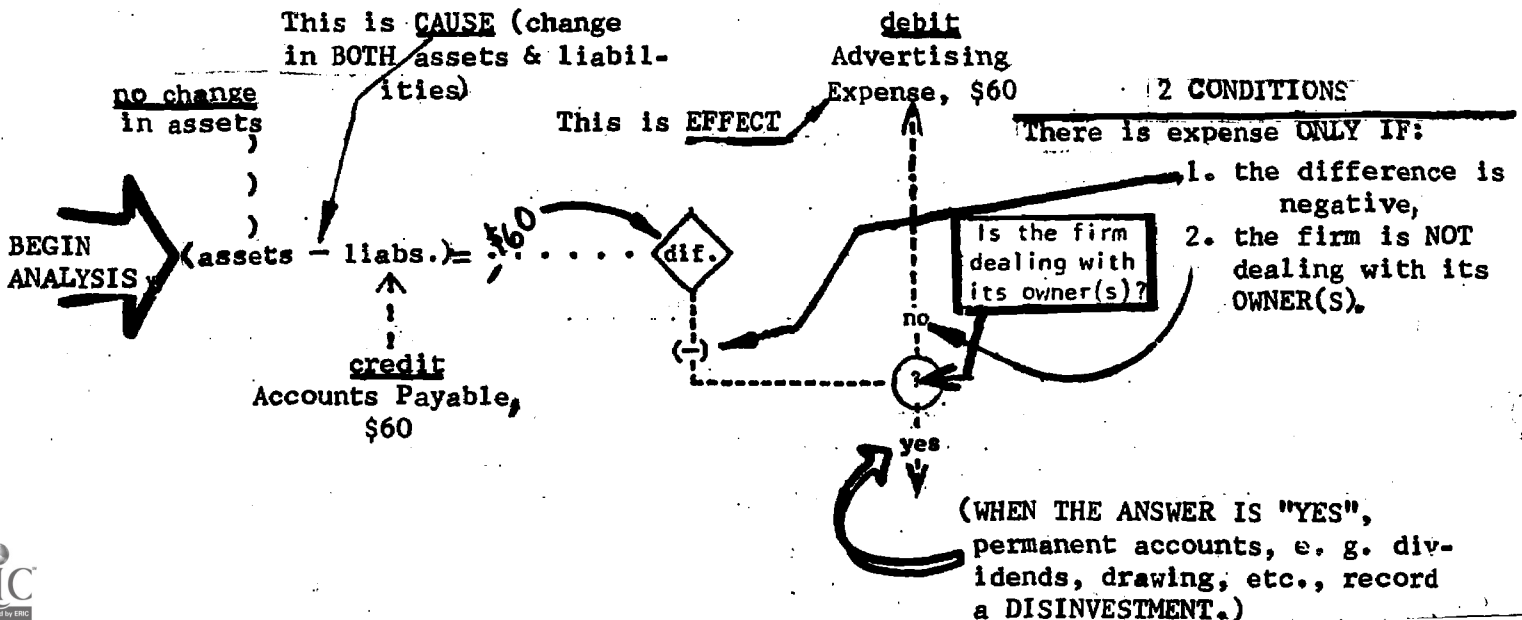 This is CAUSE (change
in BOTH assets & liabil-
ities)
no change
in assets
This is EFFECT
debit
Advertising
Expense, $60
2 CONDITIONS
There is expense ONLY IF:
1. the difference is
negative,
2. the firm is NOT
dealing with its
OWNER(S).
BEGIN
ANALYSIS
(assets - liabs.)= $60
dif.
(-)
Is the firm
dealing with
its owner(s)?
no
?
yes
credit
Accounts Payable,
$60
(WHEN THE ANSWER IS "YES",
permanent accounts, e. g. div-
idends, drawing, etc., record
a DISINVESTMENT.)
by ERIC